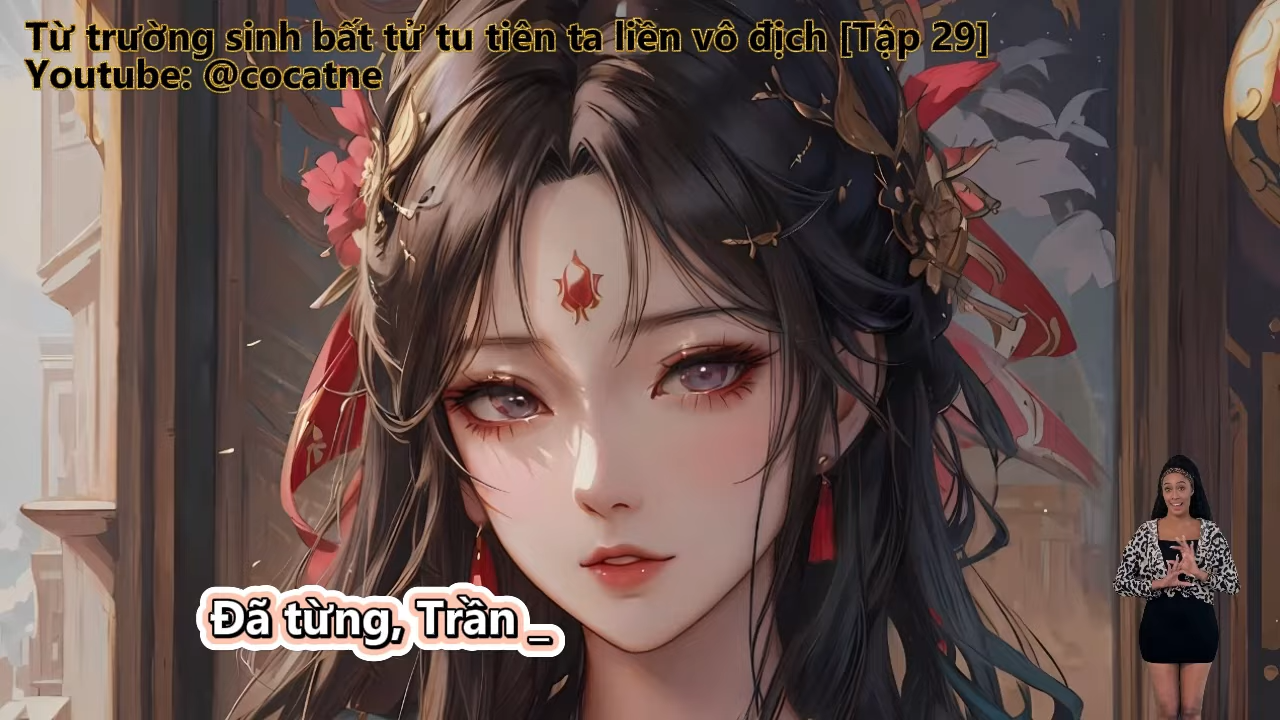 Từ trường sinh bất tử tu tiên ta liền vô địch [Tập 29]
Youtube: @cocatne
Đã từng, Trần _